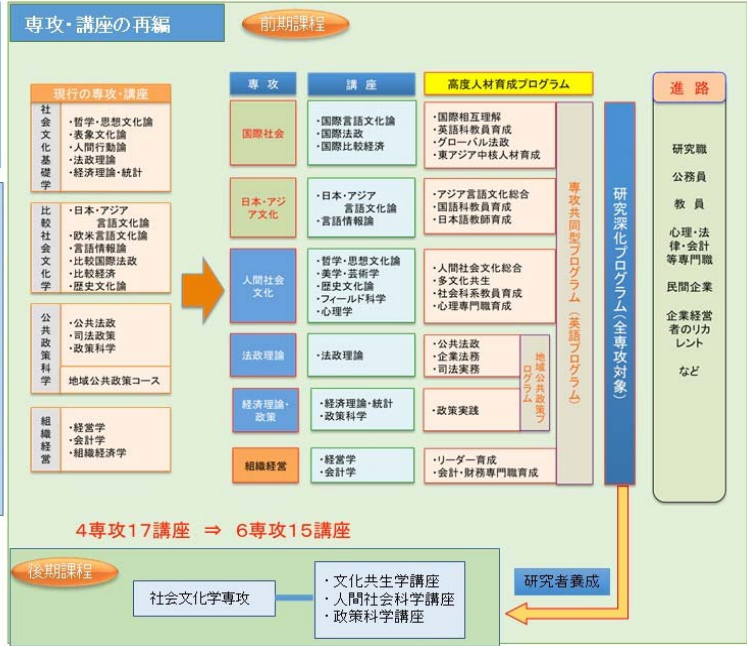 専攻・講座の再編
前期課程
現行の専攻・講座
社会文化基礎学
・哲学・思想文化論
・表象文化論
・人間行動論
・法政理論
・経済理論・統計
比較社会文化学
・日本・アジア
言語文化論
・欧米言語文化論
・言語情報論
・比較国際法政
・比較経済
・歴史文化論
公共政策科学
・公共法政
・司法政策
・政策科学
地域公共政策コース
組織経営
・経営学
・会計学
・組織経済学
専攻
講座
高度人材育成プログラム
国際社会
・国際言語文化論
・国際法政
・国際比較経済
・国際相互理解
・英語科教員育成
・グローバル法政
・東アジア中核人材育成
日本・アジ
ア文化
・日本・アジア
言語文化論
・言語情報論
・アジア言語文化総合
・国語科教員育成
・日本語教師育成
人間社会
文化
・哲学・思想文化論
・美学・芸術学
・歴史文化論
・フィールド科学
・心理学
・人間社会文化総合
・多文化共生
・社会科系教員育成
・心理専門職育成
法政理論
・法政理論
・公共法政
・企業法務
・司法実務
経済理論・
政策
・経済理論・統計
・政策科学
・政策実践
地域公共政策プ
ログラム
組織経営
・経営学
・会計学
・リーダー育成
・会計・財務専門職育成
専攻共同型プログラム(英語プログラム)
研究深化プログラム(全専攻対象)
進路
研究職
公務員
教員
心理・法
律・会計
等専門職
民間企業
企業経営
者のリカ
レント
など
4専攻17講座 ⇒ 6専攻15講座
後期課程
社会文化学専攻
・文化共生学講座
・人間社会科学講座
・政策科学講座
研究者養成